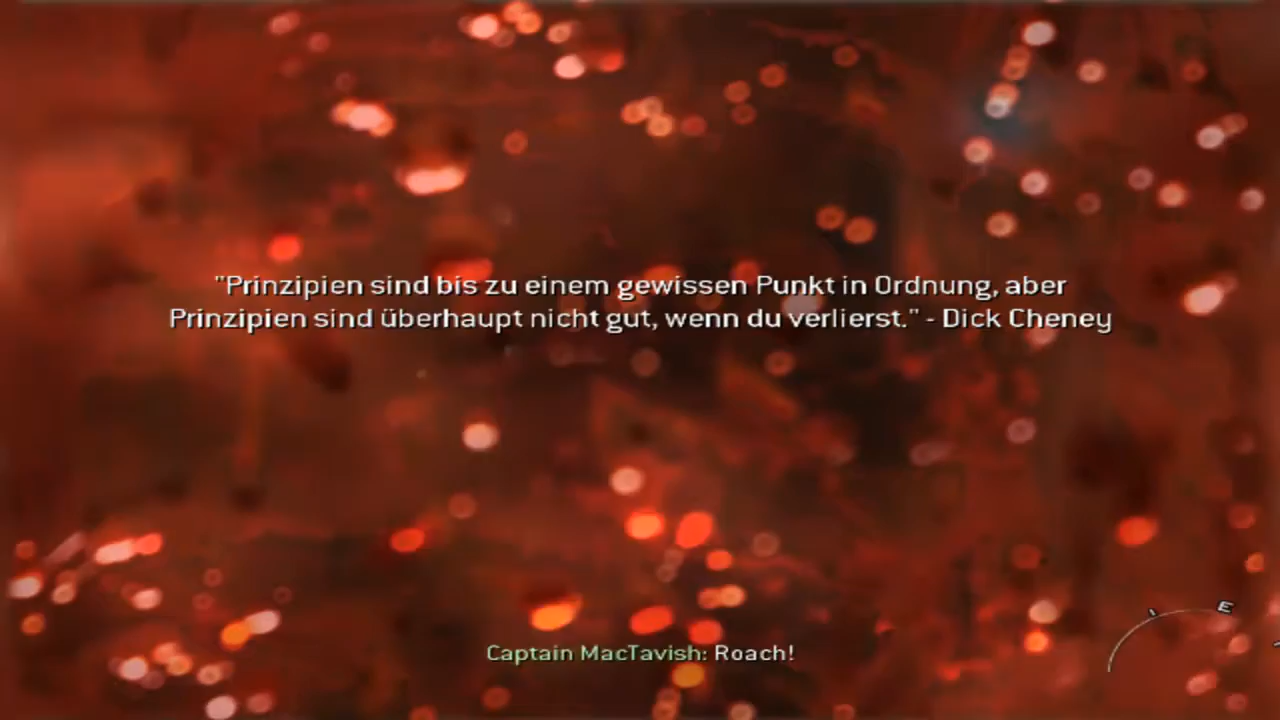 "Prinzipien sind bis zu einem gewissen Punkt in Ordnung, aber
Prinzipien sind überhaupt nicht gut, wenn du verlierst." - Dick Cheney
E
Captain MacTavish: Roach!